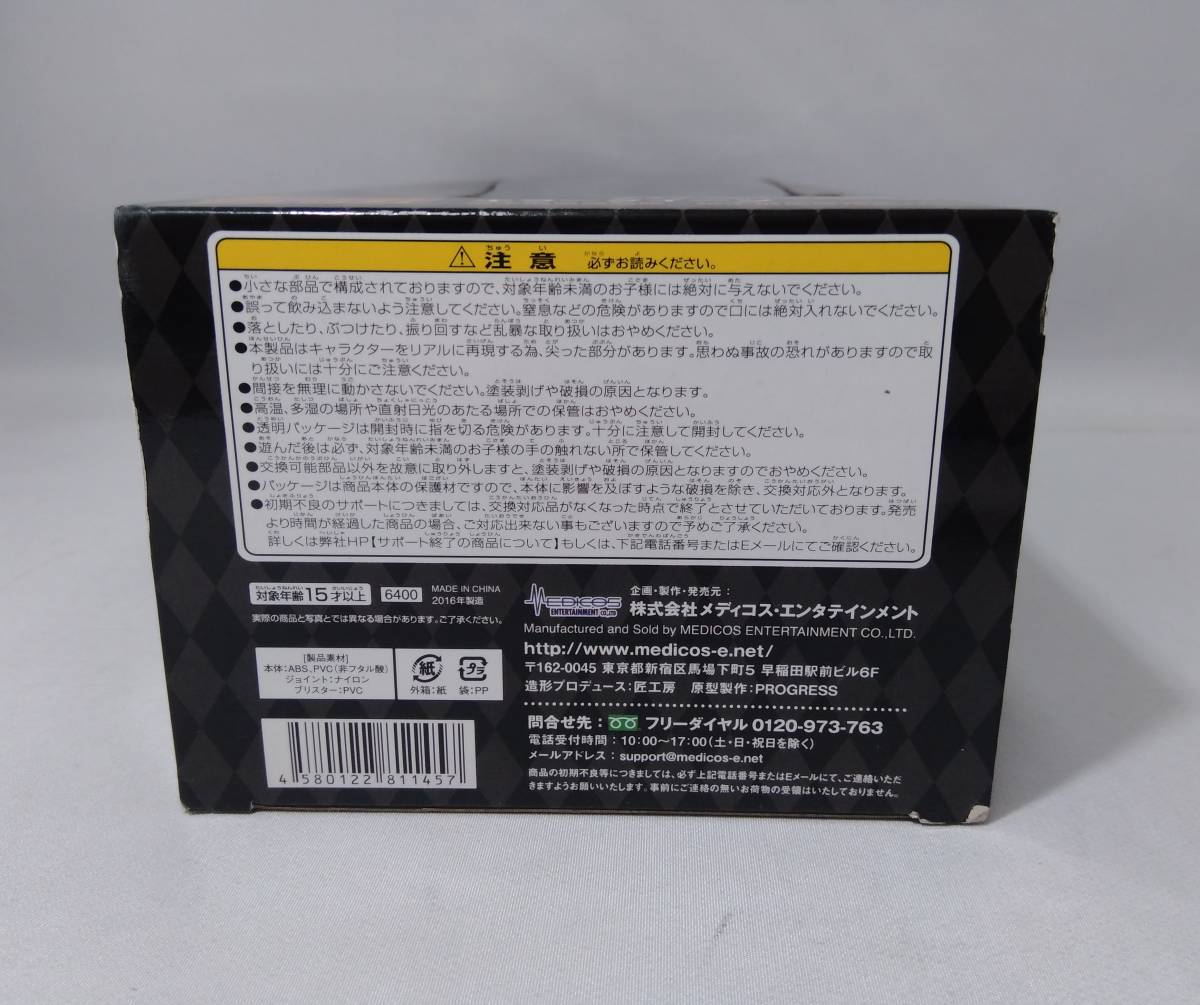 注意 必ずお読みください。
●小さな部品で構成されておりますので、対象年齢未満のお子様には絶対に与えないでください。
●誤って飲み込まないよう注意してください。窒息などの危険がありますので口には絶対入れないでください。
●落としたり、ぶつけたり、振り回すなど乱暴な取り扱いはおやめください。
●本製品はキャラクターをリアルに再現する為、尖った部分があります。思わぬ事故の恐れがありますので取
り扱いには十分にご注意ください。
●間接を無理に動かさないでください。塗装剥げや破損の原因となります。
●高温、多湿の場所や直射日光のあたる場所での保管はおやめください。
●透明パッケージは開封時に指を切る危険があります。十分に注意して開封してください。
●遊んだ後は必ず、対象年齢未満のお子様の手の触れない所で保管してください。
●交換可能部品以外を故意に取り外しますと、塗装剥げや破損の原因となりますのでおやめください。
●パッケージは商品本体の保護材ですので、本体に影響を及ぼすような破損を除き、交換対応外となります。
●初期不良のサポートにつきましては、交換対応品がなくなった時点で終了とさせていただいております。発売
より時間が経過した商品の場合、ご対応出来ない事もございますので予めご了承ください。
詳しくは弊社HP【サポート終了の商品について】もしくは、下記電話番号またはEメールにてご確認ください。
対象年齢15才以上 6400 MADE IN CHINA
2016年製造
実際の商品と写真とでは異なる場合があります。ご了承ください。
[製品素材]
本体:ABS、PVC(非フタル酸)
ジョイント:ナイロン
ブリスター:PVC
紙 プラ
外箱:紙 袋:PP
4 580122 811457
MEDICOS
ENTERTAINMENT CO.,LTD
企画・製作・発売元:
株式会社メディコス・エンタテインメント
Manufactured and Sold by MEDICOS ENTERTAINMENT CO.,LTD.
http://www.medicos-e.net/
〒162-0045 東京都新宿区馬場下町5 早稲田駅前ビル6F
造形プロデュース:匠工房 原型製作:PROGRESS
問合せ先: フリーダイヤル 0120-973-763
電話受付時間:10:00〜17:00(土・日・祝日を除く)
メールアドレス:support@medicos-e.net
商品の初期不良等につきましては、必ず上記電話番号またはEメールにて、ご連絡いただ
きますようお願いいたします。事前にご連絡の無いお荷物の受領はいたしておりません。